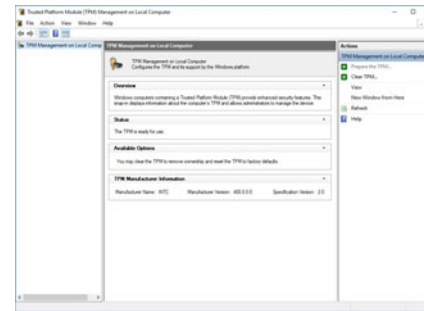 Trusted Platform Module (TPM) Management on Local Computer
File Action View Window Help
TPM Management on Local Comp
TPM Management on Local Computer
TPM Management on Local Computer
Configures the TPM and its support by the Windows platform
Overview
Windows computers containing a Trusted Platform Module (TPM) provide enhanced security features. This
snap-in displays information about the computer's TPM and allows administrators to manage the device.
Status
The TPM is ready for use.
Available Options
You may clear the TPM to remove ownership and reset the TPM to factory defaults.
TPM Manufacturer Information
Manufacturer Name: INTC Manufacturer Version: Specification Version: 2.0
Actions
TPM Management on Local Computer
Prepare the TPM...
Clear TPM...
View
New Window from Here
Refresh
Help